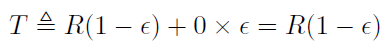 T ≜ R(1 − ϵ) + 0 × ϵ = R(1 − ϵ)